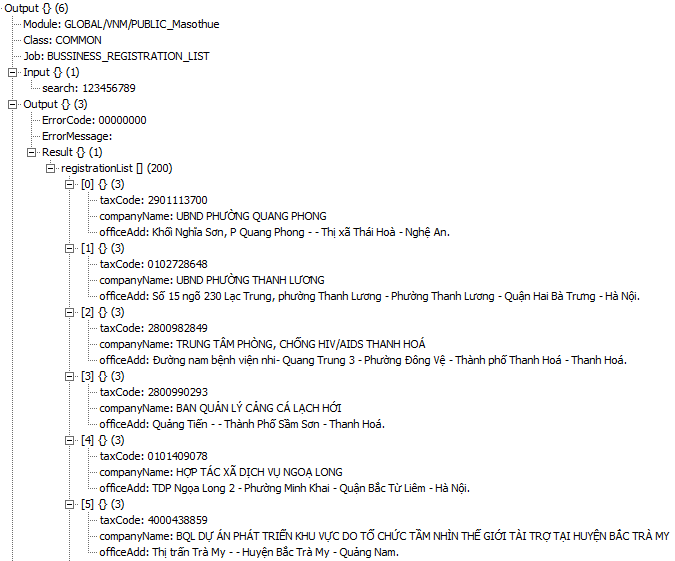 Output {} (6)
Module: GLOBAL/VNM/PUBLIC_Masothue
Class: COMMON
Job: BUSSINESS_REGISTRATION_LIST
Input {} (1)
search: 123456789
Output {} (3)
ErrorCode: 00000000
ErrorMessage:
Result {} (1)
registrationList [] (200)
[0] {} (3)
taxCode: 2901113700
companyName: UBND PHƯỜNG QUANG PHONG
officeAdd: Khối Nghĩa Sơn, P Quang Phong - - Thị xã Thái Hoà - Nghệ An.
[1] {} (3)
taxCode: 0102728648
companyName: UBND PHƯỜNG THANH LƯƠNG
officeAdd: Số 15 ngõ 230 Lạc Trung, phường Thanh Lương - Phường Thanh Lương - Quận Hai Bà Trưng - Hà Nội.
[2] {} (3)
taxCode: 2800982849
companyName: TRUNG TÂM PHÒNG, CHỐNG HIV/AIDS THANH HOÁ
officeAdd: Đường nam bệnh viện nhi- Quang Trung 3 - Phường Đông Vệ - Thành phố Thanh Hoá - Thanh Hoá.
[3] {} (3)
taxCode: 2800990293
companyName: BAN QUẢN LÝ CẢNG CÁ LẠCH HỚI
officeAdd: Quảng Tiến - - Thành Phố Sầm Sơn - Thanh Hoá.
[4] {} (3)
taxCode: 0101409078
companyName: HỢP TÁC XÃ DỊCH VỤ NGOẠ LONG
officeAdd: TDP Ngọa Long 2 - Phường Minh Khai - Quận Bắc Từ Liêm - Hà Nội.
[5] {} (3)
taxCode: 4000438859
companyName: BQL DỰ ÁN PHÁT TRIỂN KHU VỰC DO TỔ CHỨC TẦM NHÌN THẾ GIỚI TÀI TRỢ TẠI HUYỆN BẮC TRÀ MY
officeAdd: Thị trấn Trà My - - Huyện Bắc Trà My - Quảng Nam.